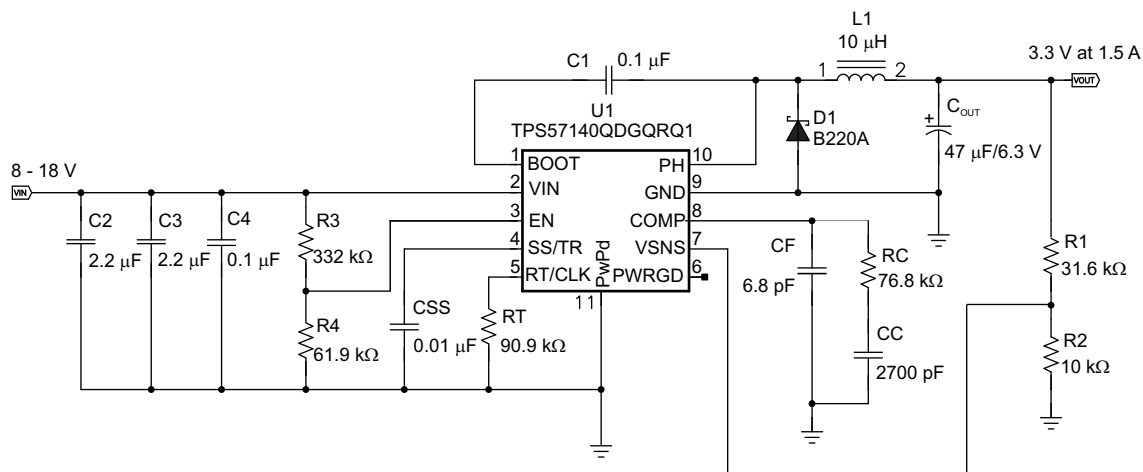 L1
10 μH
3.3 V at 1.5 A
VOUT
C1
0.1 μF
1
2
U1
TPS57140QDGQRQ1
D1
B220A
COUT
+
47 μF/6.3 V
1
BOOT
PH
10
8 - 18 V
VIN
2
VIN
GND
9
3
EN
COMP
8
4
SS/TR
VSNS
7
5
RT/CLK
PwPd
PWRGD
6
11
C2
2.2 μF
C3
2.2 μF
C4
0.1 μF
R3
332 kΩ
R4
61.9 kΩ
CSS
0.01 μF
RT
90.9 kΩ
CF
6.8 pF
RC
76.8 kΩ
CC
2700 pF
R1
31.6 kΩ
R2
10 kΩ